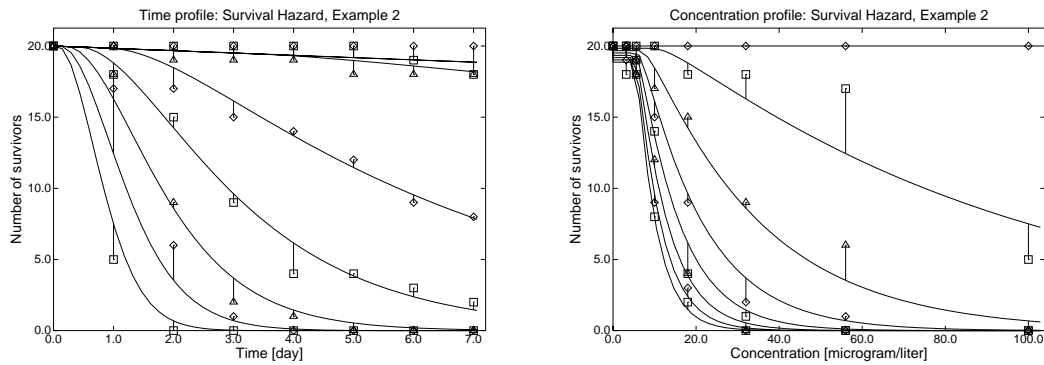 Time profile: Survival Hazard, Example 2
Number of survivors
20.0
15.0
10.0
5.0
0.0
0.0 1.0 2.0 3.0 4.0 5.0 6.0 7.0
Time [day]
Concentration profile: Survival Hazard, Example 2
Number of survivors
20.0
15.0
10.0
5.0
0.0
0.0 20.0 40.0 60.0 80.0 100.0
Concentration [microgram/liter]